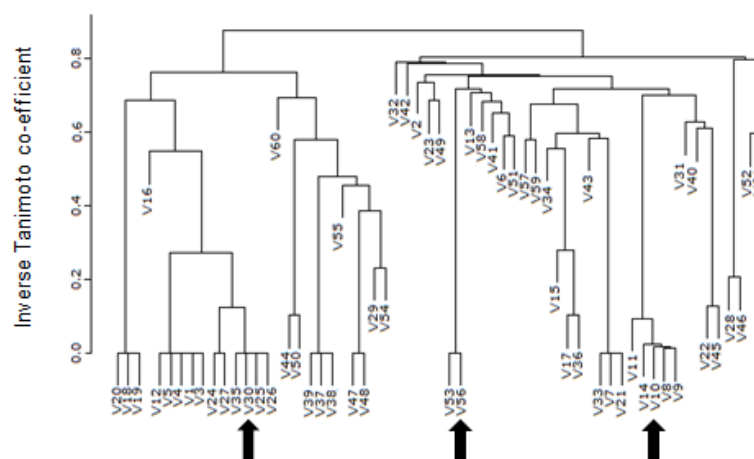 Inverse Tanimoto co-efficient
0.8
0.6
0.4
0.2
0.0
V20
V18
V19
V16
V12
V5
V4
V1
V3
V24
V27
V35
V30
V25
V26
V60
V44
V50
V39
V37
V38
V55
V47
V48
V29
V54
V32
V42
V2
V23
V49
V53
V56
V13
V58
V41
V6
V51
V57
V59
V34
V15
V17
V36
V43
V33
V7
V21
V11
V14
V10
V8
V9
V31
V40
V22
V45
V28
V46
V52